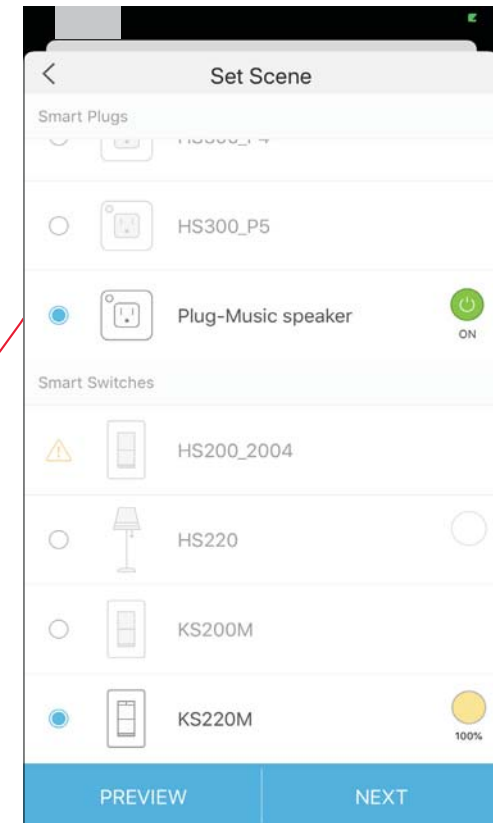 Set Scene
Smart Plugs
HS300_P5
Plug-Music speaker
ON
Smart Switches
HS200_2004
HS220
KS200M
KS220M
100%
PREVIEW
NEXT